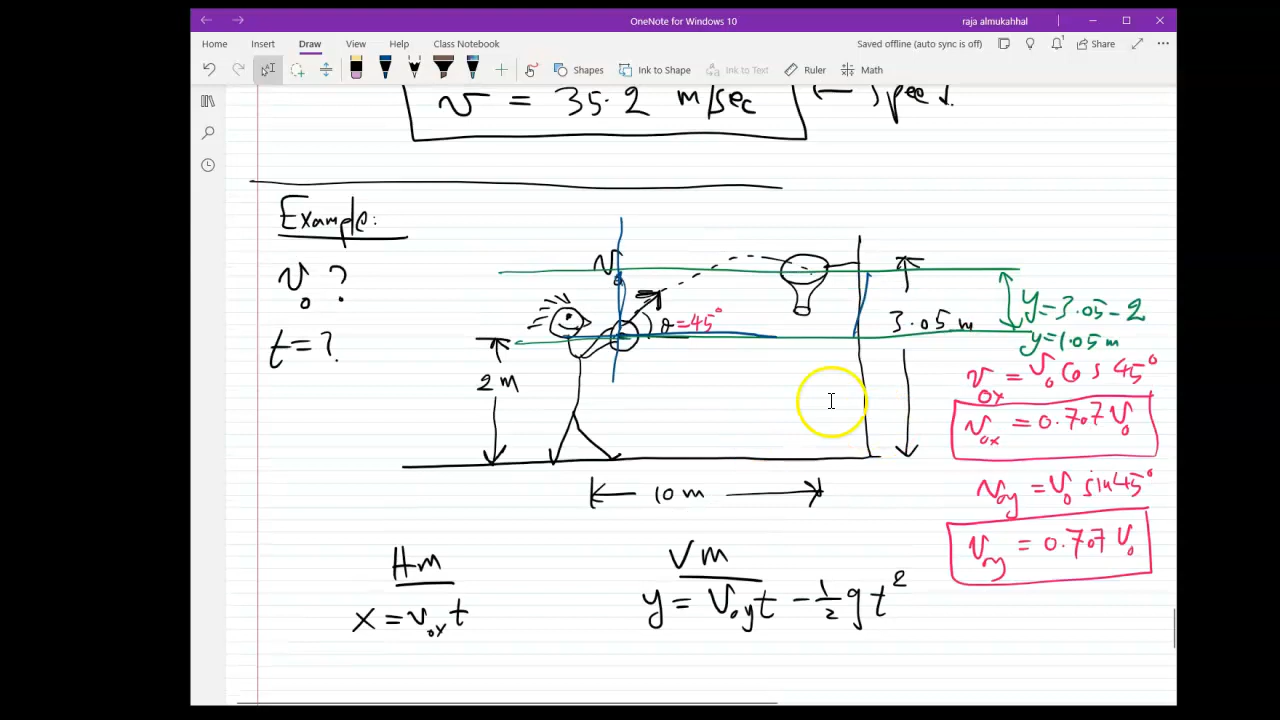 OneNote for Windows 10
raja almukahhal
Home Insert Draw View Help Class Notebook
Saved offline (auto sync is off)
Share
Shapes
Ink to Shape
Ink to Text
Ruler
Math
v = 35.2 m/sec ← speed.
Example:
v₀ ?
t = ?
v₀
θ = 45°
2 m
3.05 m
10 m
y = 3.05 - 2
y = 1.05 m
v₀ₓ = v₀ Cos 45°
v₀ₓ = 0.707 v₀
v₀y = v₀ sin 45°
v₀y = 0.707 v₀
Hm
x = v₀ₓ t
Vm
y = v₀y t - ½ g t²